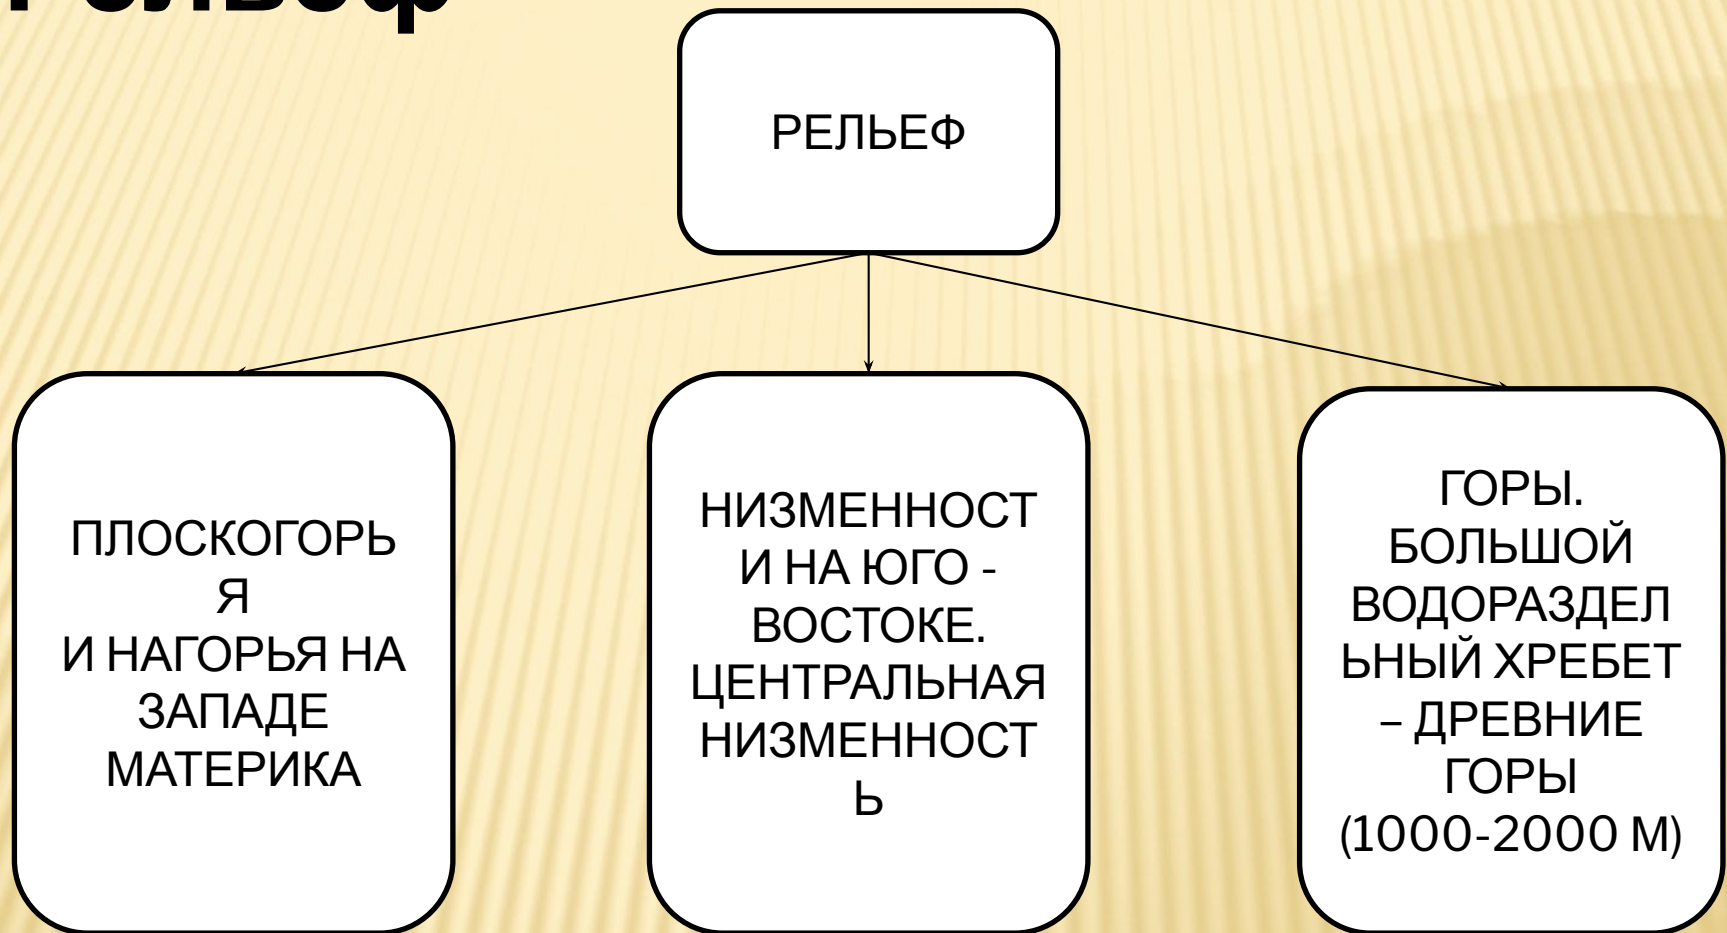 Рельеф
РЕЛЬЕФ
ПЛОСКОГОРЬ
Я
И НАГОРЬЯ НА
ЗАПАДЕ
МАТЕРИКА
НИЗМЕННОСТ
И НА ЮГО -
ВОСТОКЕ.
ЦЕНТРАЛЬНАЯ
НИЗМЕННОСТ
Ь
ГОРЫ.
БОЛЬШОЙ
ВОДОРАЗДЕЛ
ЬНЫЙ ХРЕБЕТ
– ДРЕВНИЕ
ГОРЫ
(1000-2000 М)